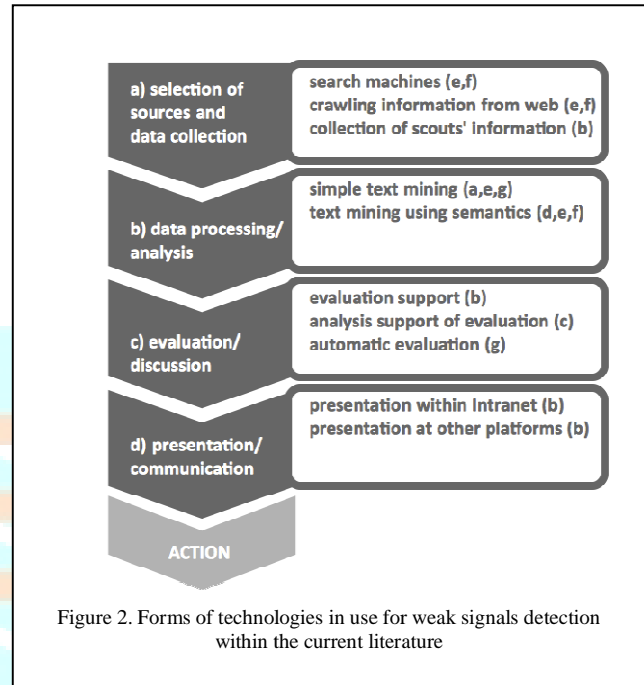 a) selection of
sources and
data collection
search machines (e,f)
crawling information from web (e,f)
collection of scouts' information (b)
b) data processing/
analysis
simple text mining (a,e,g)
text mining using semantics (d,e,f)
c) evaluation/
discussion
evaluation support (b)
analysis support of evaluation (c)
automatic evaluation (g)
d) presentation/
communication
presentation within Intranet (b)
presentation at other platforms (b)
ACTION
Figure 2. Forms of technologies in use for weak signals detection
within the current literature